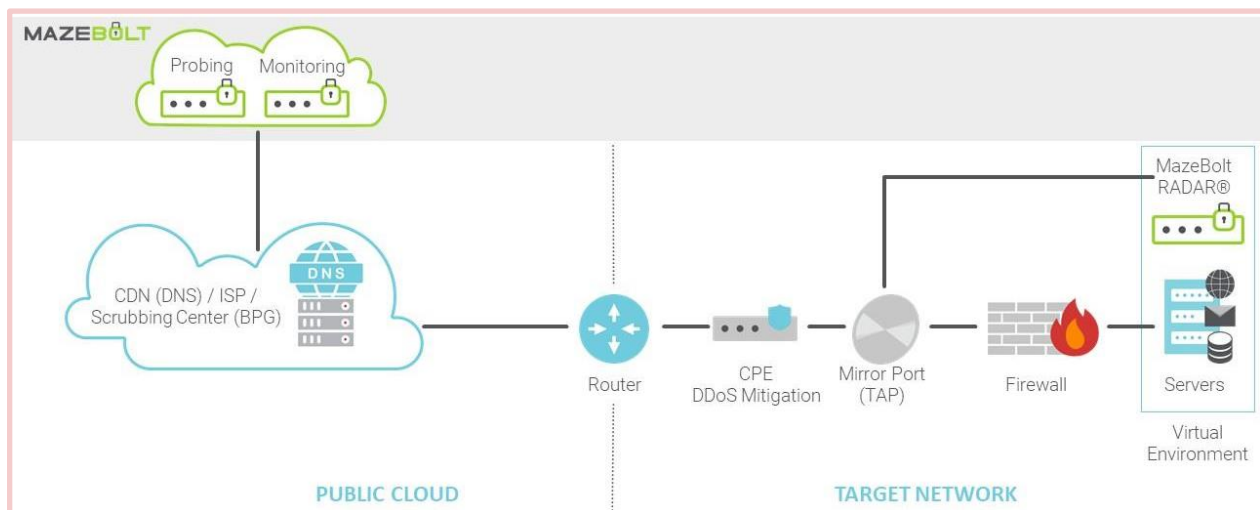 MAZEBOLT
Probing
Monitoring
MazeBolt
RADAR®
DNS
CDN (DNS) / ISP /
Scrubbing Center (BPG)
Router
CPE
DDoS Mitigation
Mirror Port
(TAP)
Firewall
Servers
Virtual
Environment
PUBLIC CLOUD
TARGET NETWORK